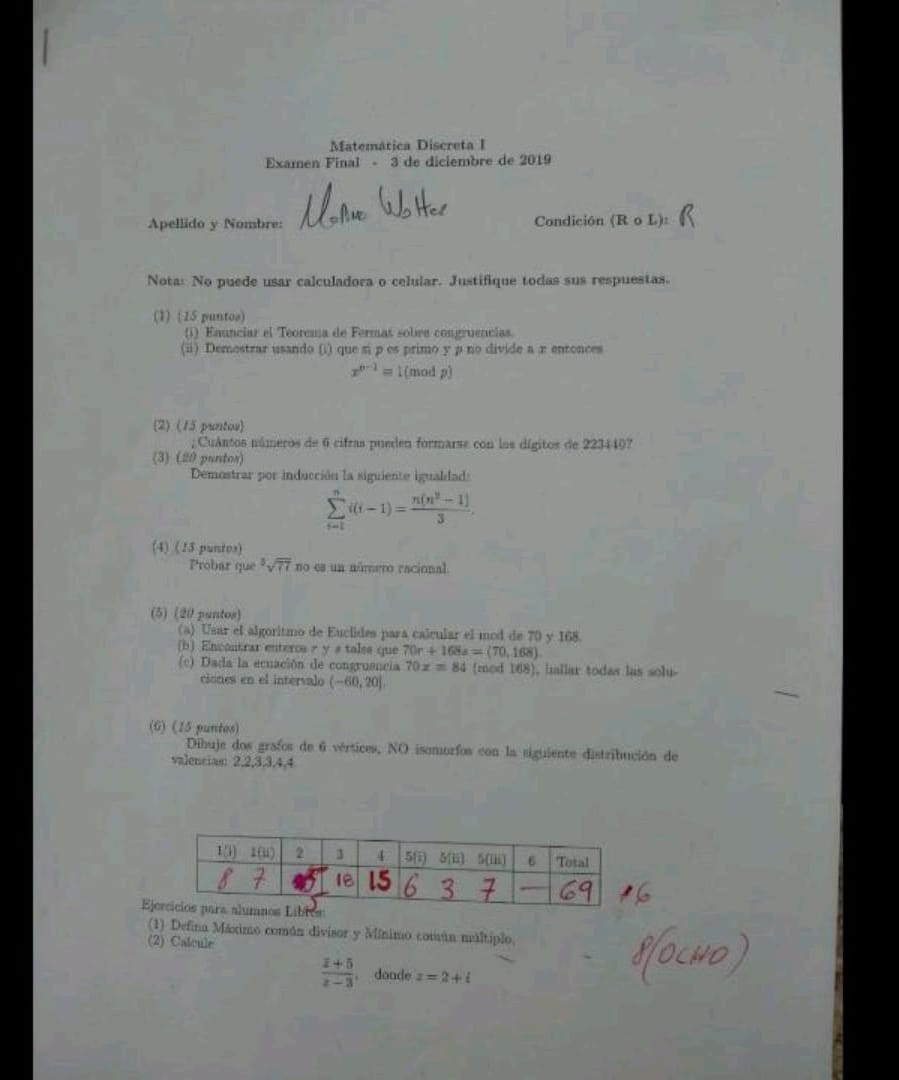 Matemática Discreta I
Examen Final - 3 de diciembre de 2019
Apellido y Nombre: Condición (R o L): R
Nota: No puede usar calculadora o celular. Justifique todas sus respuestas.
(1) (15 puntos)
(i) Enunciar el Teorema de Fermat sobre congruencias.
(ii) Demostrar usando (i) que si p es primo y p no divide a x entonces
x^{p-1} ≡ 1(mod p)
(2) (15 puntos)
¿Cuántos números de 6 cifras pueden formarse con los dígitos de 223440?
(3) (20 puntos)
Demostrar por inducción la siguiente igualdad:
\sum_{i=1}^{n} i(i − 1) = \frac{n(n^2 − 1)}{3}.
(4) (15 puntos)
Probar que ³√77 no es un número racional.
(5) (20 puntos)
(a) Usar el algoritmo de Euclides para calcular el mcd de 70 y 168.
(b) Encontrar enteros r y s tales que 70r + 168s = (70, 168).
(c) Dada la ecuación de congruencia 70x ≡ 84 (mod 168), hallar todas las solu-
ciones en el intervalo (−60, 20].
(6) (15 puntos)
Dibuje dos grafos de 6 vértices, NO isomorfos con la siguiente distribución de
valencias: 2,2,3,3,4,4.
1(i) 1(ii) 2 3 4 5(i) 5(ii) 5(iii) 6 Total
8 7 5 18 15 6 3 7 — 69 +6
5
Ejercicios para alumnos Libres:
(1) Defina Máximo común divisor y Mínimo común múltiplo.
(2) Calcule
8(OCHO)
\frac{\bar{z} + 5}{z − 3}, donde z = 2 + i